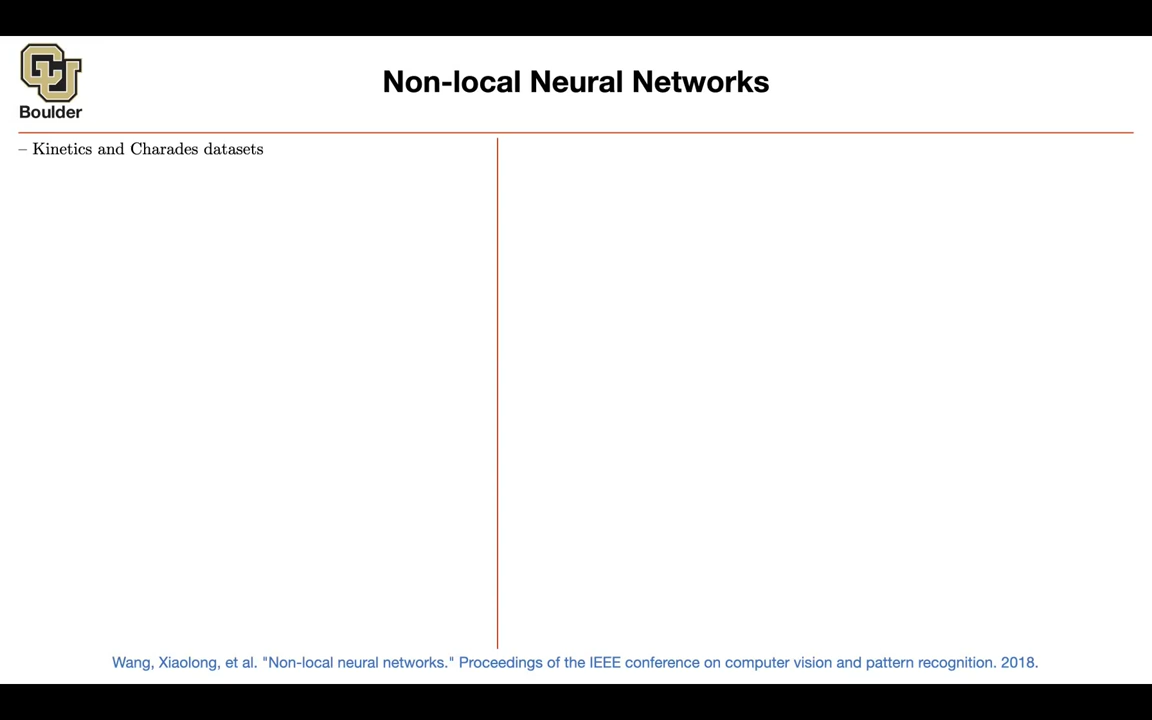 CU
Boulder
Non-local Neural Networks
– Kinetics and Charades datasets
Wang, Xiaolong, et al. "Non-local neural networks." Proceedings of the IEEE conference on computer vision and pattern recognition. 2018.